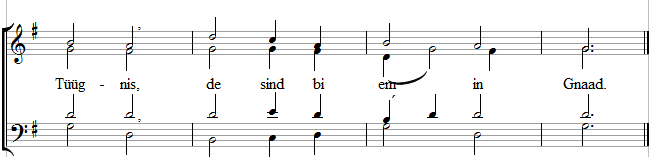 Tüüg - nis, de sind bi em in Gnaad.